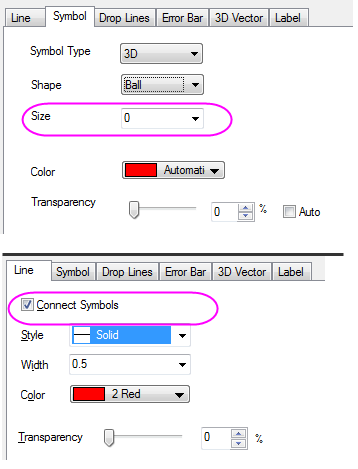 Line Symbol Drop Lines Error Bar 3D Vector Label
Symbol Type 3D
Shape Ball
Size 0
Color Automati
Transparency 0 % Auto
Line Symbol Drop Lines Error Bar 3D Vector Label
Connect Symbols
Style Solid
Width 0.5
Color 2 Red
Transparency 0 %